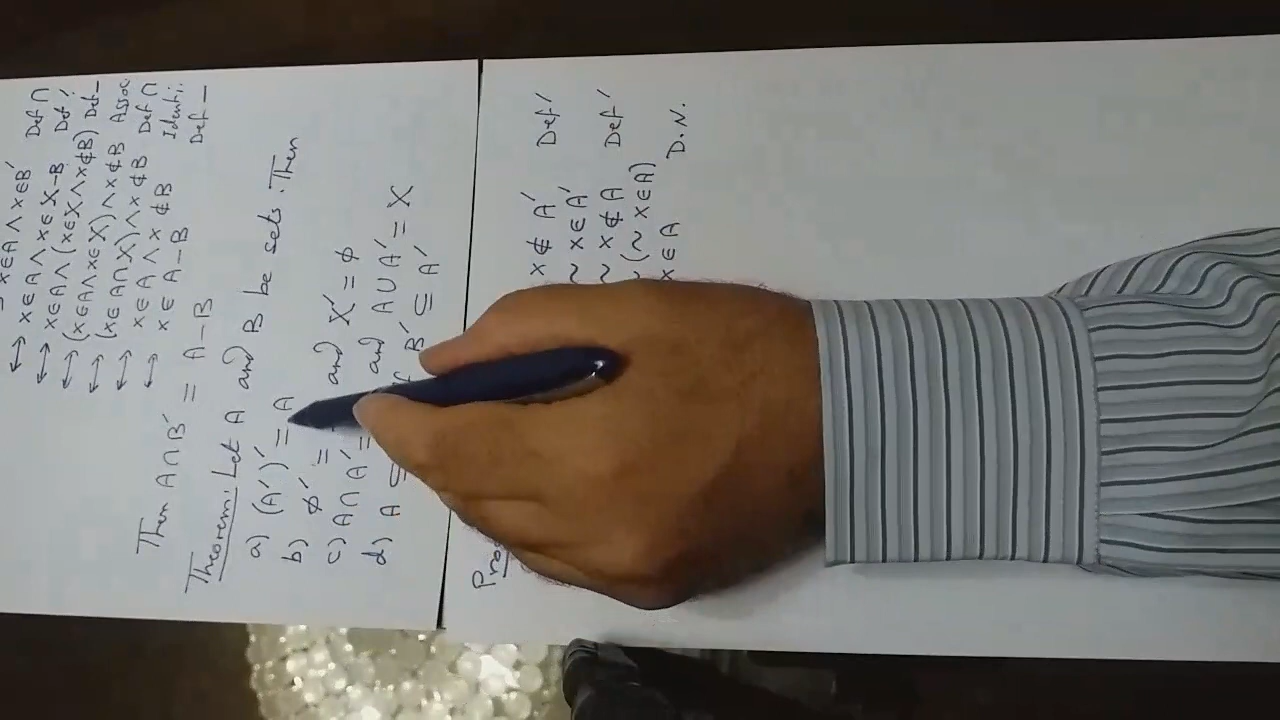 x∈A ∧ x∈B'
↔ x∈A ∧ x∈X-B Def ∩
↔ x∈A ∧ (x∈X ∧ x∉B) Def'
↔ (x∈A ∧ x∈X) ∧ x∉B Def -
↔ (x∈A∩X) ∧ x∉B Assoc
↔ x∈A ∧ x∉B Def ∩
↔ x∈A-B Identi.
Def -
Then A∩B' = A-B
Theorem: Let A and B be sets. Then
a) (A')' = A
b) φ' = and X' = φ
c) A∩A' = and A∪A' = X
d) A ⊆ B' ⊆ A'
x∉A' Def'
~ x∈A'
~ x∉A Def'
(~ x∈A)
x∈A D.N.